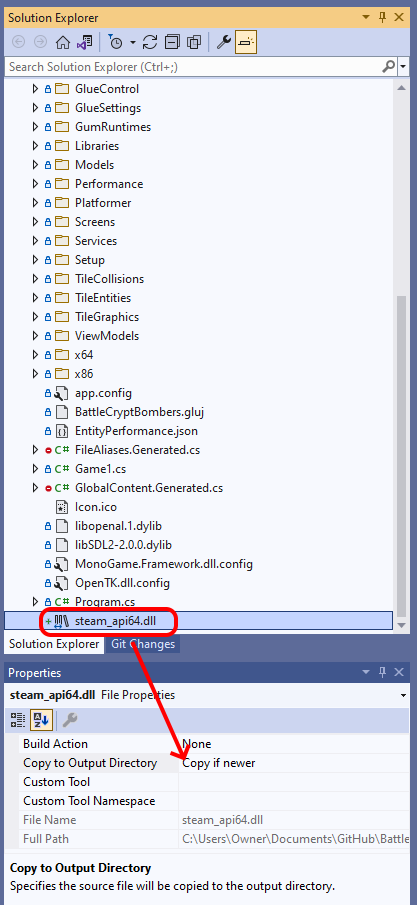 Solution Explorer
Search Solution Explorer (Ctrl+;)
GlueControl
GlueSettings
GumRuntimes
Libraries
Models
Performance
Platformer
Screens
Services
Setup
TileCollisions
TileEntities
TileGraphics
ViewModels
x64
x86
app.config
BattleCryptBombers.gluj
EntityPerformance.json
C# FileAliases.Generated.cs
C# Game1.cs
C# GlobalContent.Generated.cs
Icon.ico
libopenal.1.dylib
libSDL2-2.0.0.dylib
MonoGame.Framework.dll.config
OpenTK.dll.config
C# Program.cs
steam_api64.dll
Solution Explorer Git Changes
Properties
steam_api64.dll File Properties
Build Action None
Copy to Output Directory Copy if newer
Custom Tool
Custom Tool Namespace
File Name steam_api64.dll
Full Path C:\Users\Owner\Documents\GitHub\Battle
Copy to Output Directory
Specifies the source file will be copied to the output directory.